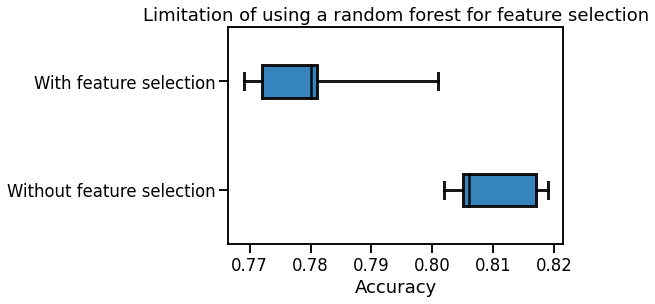 Limitation of using a random forest for feature selection
With feature selection
Without feature selection
0.77 0.78 0.79 0.80 0.81 0.82
Accuracy